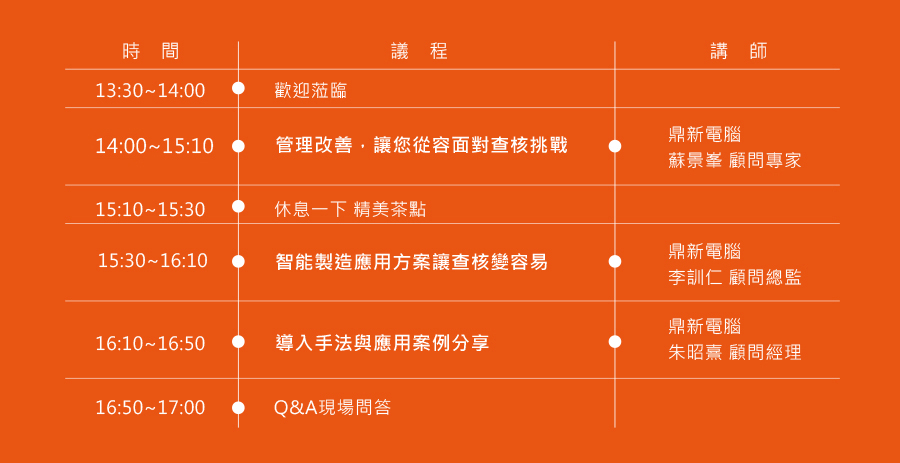 時 間 議 程 講 師
13:30~14:00 歡迎蒞臨
14:00~15:10 管理改善，讓您從容面對查核挑戰 鼎新電腦
蘇景峯 顧問專家
15:10~15:30 休息一下 精美茶點
15:30~16:10 智能製造應用方案讓查核變容易 鼎新電腦
李訓仁 顧問總監
16:10~16:50 導入手法與應用案例分享 鼎新電腦
朱昭熹 顧問經理
16:50~17:00 Q&A現場問答